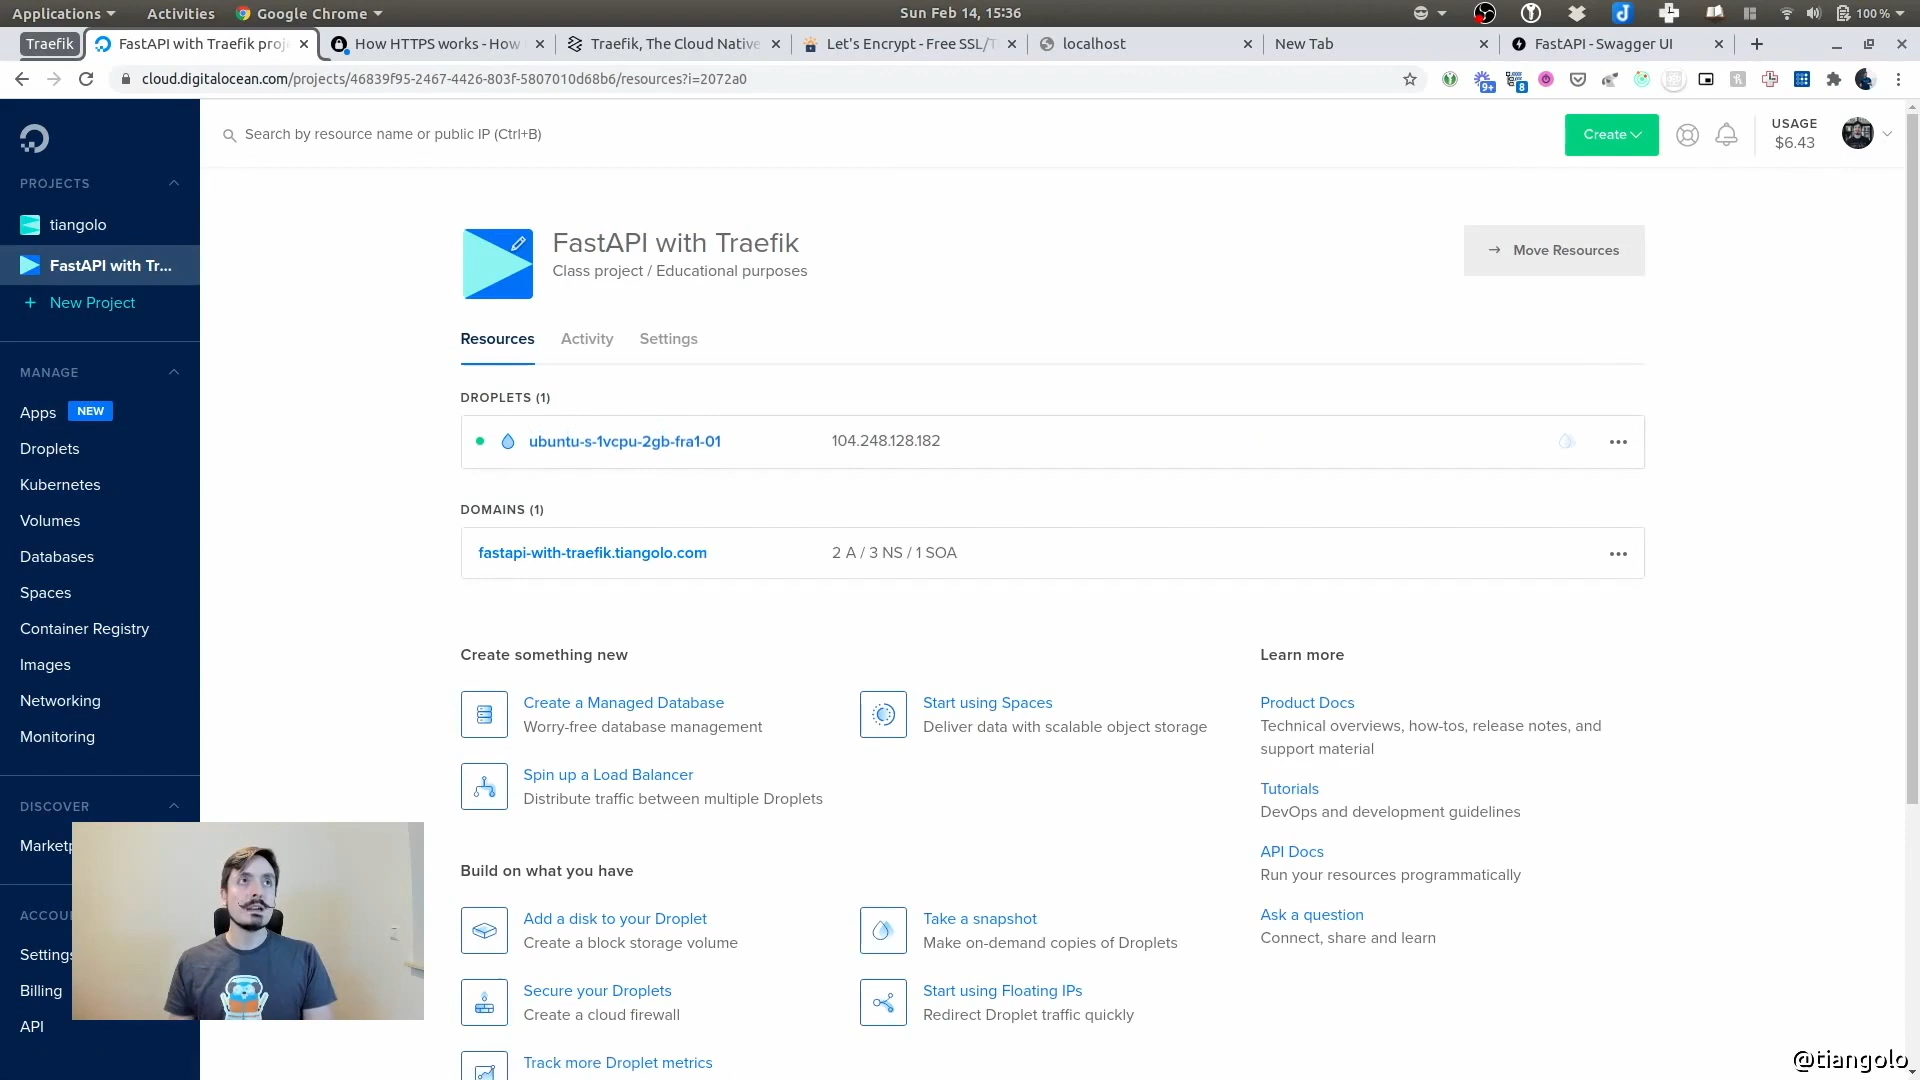 Applications Activities Google Chrome Sun Feb 14, 15:36 100 %
Traefik FastAPI with Traefik proj How HTTPS works - How Traefik, The Cloud Native Let's Encrypt - Free SSL/T localhost New Tab FastAPI - Swagger UI
cloud.digitalocean.com/projects/46839f95-2467-4426-803f-5807010d68b6/resources?i=2072a0 9+ 8
Search by resource name or public IP (Ctrl+B)
Create
USAGE
$6.43
PROJECTS
tiangolo
FastAPI with Tr...
New Project
MANAGE
Apps NEW
Droplets
Kubernetes
Volumes
Databases
Spaces
Container Registry
Images
Networking
Monitoring
DISCOVER
Marketp
ACCOU
Settings
Billing
API
FastAPI with Traefik
Class project / Educational purposes
Move Resources
Resources Activity Settings
DROPLETS (1)
ubuntu-s-1vcpu-2gb-fra1-01 104.248.128.182
DOMAINS (1)
fastapi-with-traefik.tiangolo.com 2 A / 3 NS / 1 SOA
Create something new
Create a Managed Database
Worry-free database management
Start using Spaces
Deliver data with scalable object storage
Spin up a Load Balancer
Distribute traffic between multiple Droplets
Build on what you have
Add a disk to your Droplet
Create a block storage volume
Take a snapshot
Make on-demand copies of Droplets
Secure your Droplets
Create a cloud firewall
Start using Floating IPs
Redirect Droplet traffic quickly
Track more Droplet metrics
Learn more
Product Docs
Technical overviews, how-tos, release notes, and
support material
Tutorials
DevOps and development guidelines
API Docs
Run your resources programmatically
Ask a question
Connect, share and learn
@tiangolo